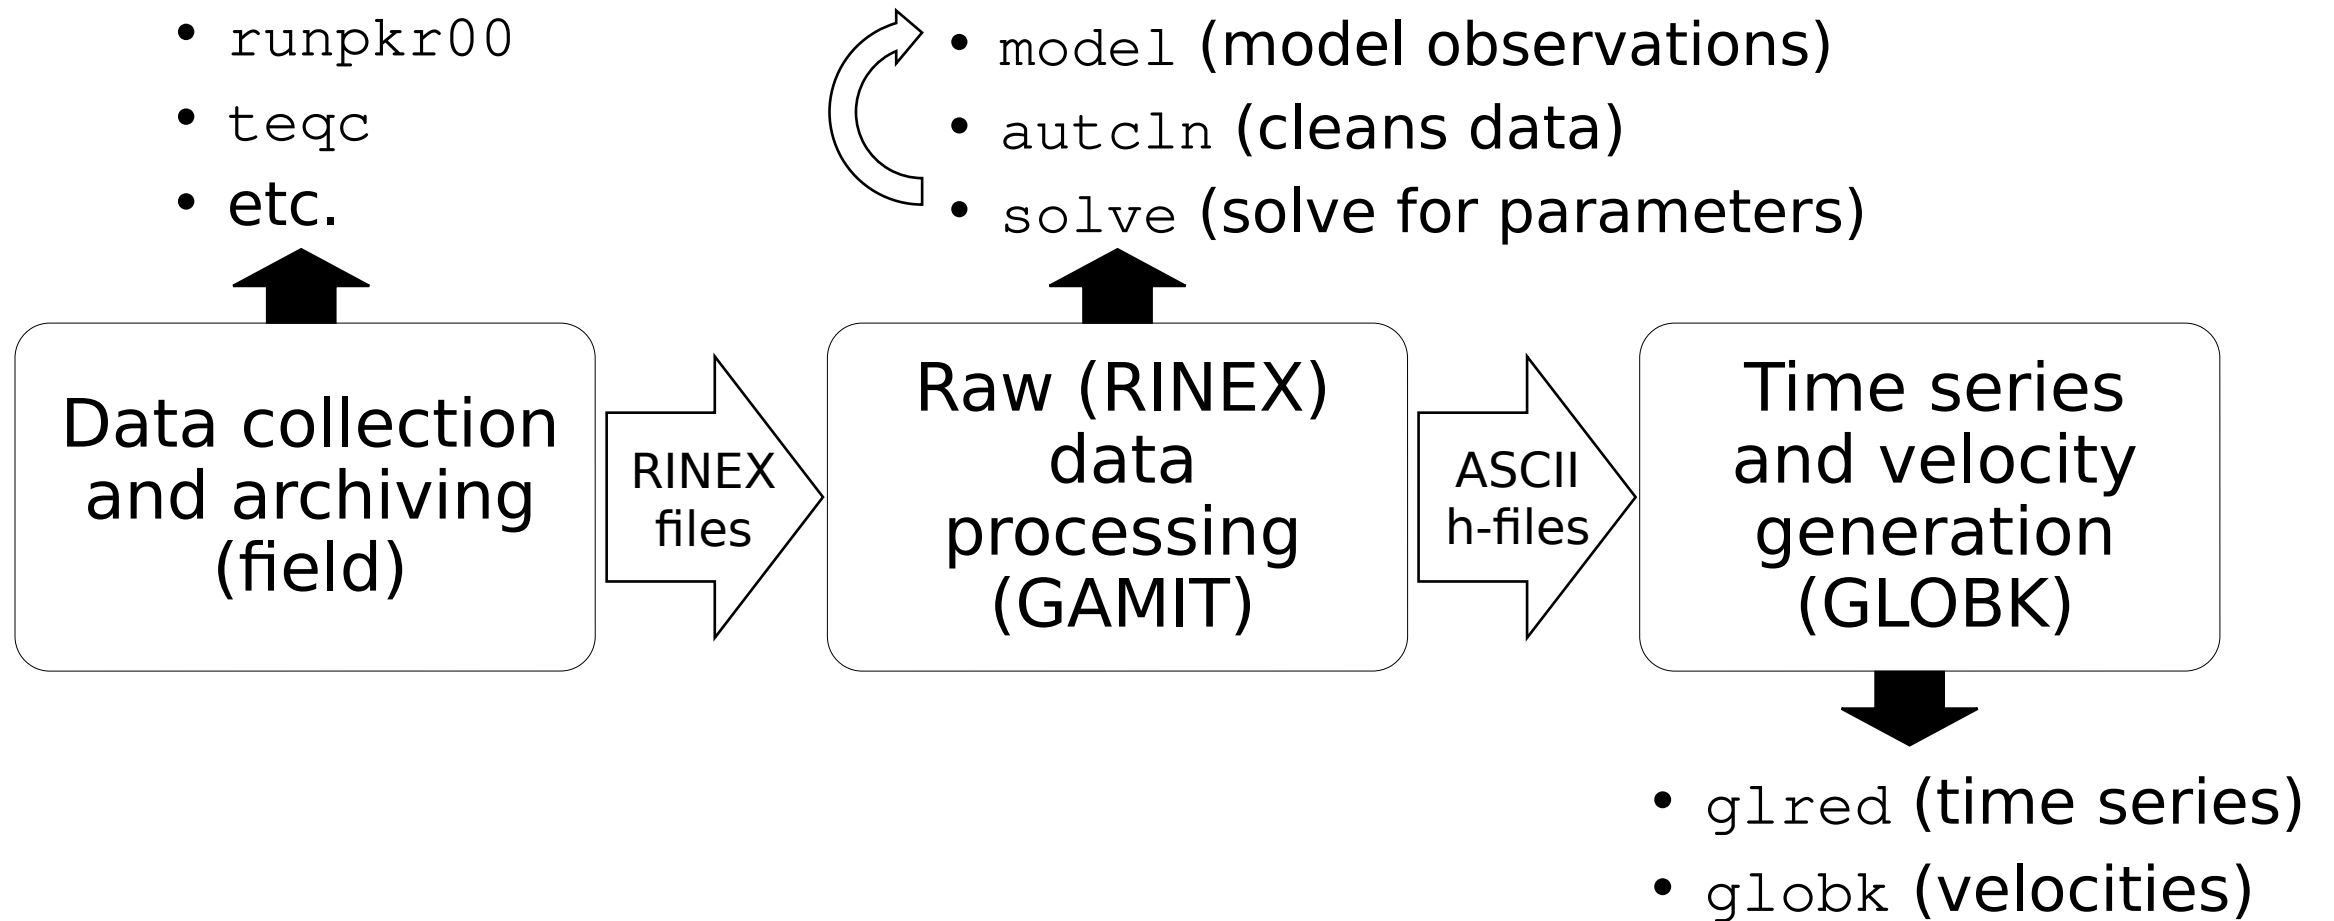 • runpkr00
• teqc
• etc.
• model (model observations)
• autcln (cleans data)
• solve (solve for parameters)
Data collection
and archiving
(field)
RINEX
files
Raw (RINEX)
data
processing
(GAMIT)
ASCII
h-files
Time series
and velocity
generation
(GLOBK)
• glred (time series)
• globk (velocities)